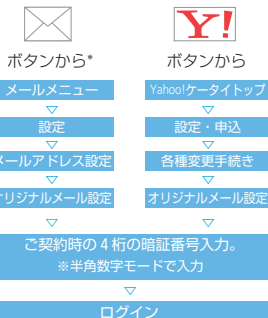 Y!
ボタンから*
ボタンから
メールメニュー
Yahoo!ケータイトップ
設定
設定・申込
メールアドレス設定
各種変更手続き
オリジナルメール設定
オリジナルメール設定
ご契約時の4桁の暗証番号入力。
※半角数字モードで入力
ログイン